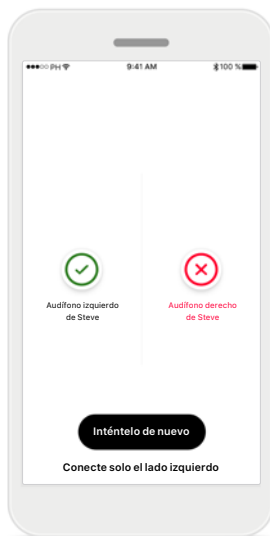 PH 9:41 AM 100 %
Audífono izquierdo
de Steve
Audífono derecho
de Steve
Inténtelo de nuevo
Conecte solo el lado izquierdo